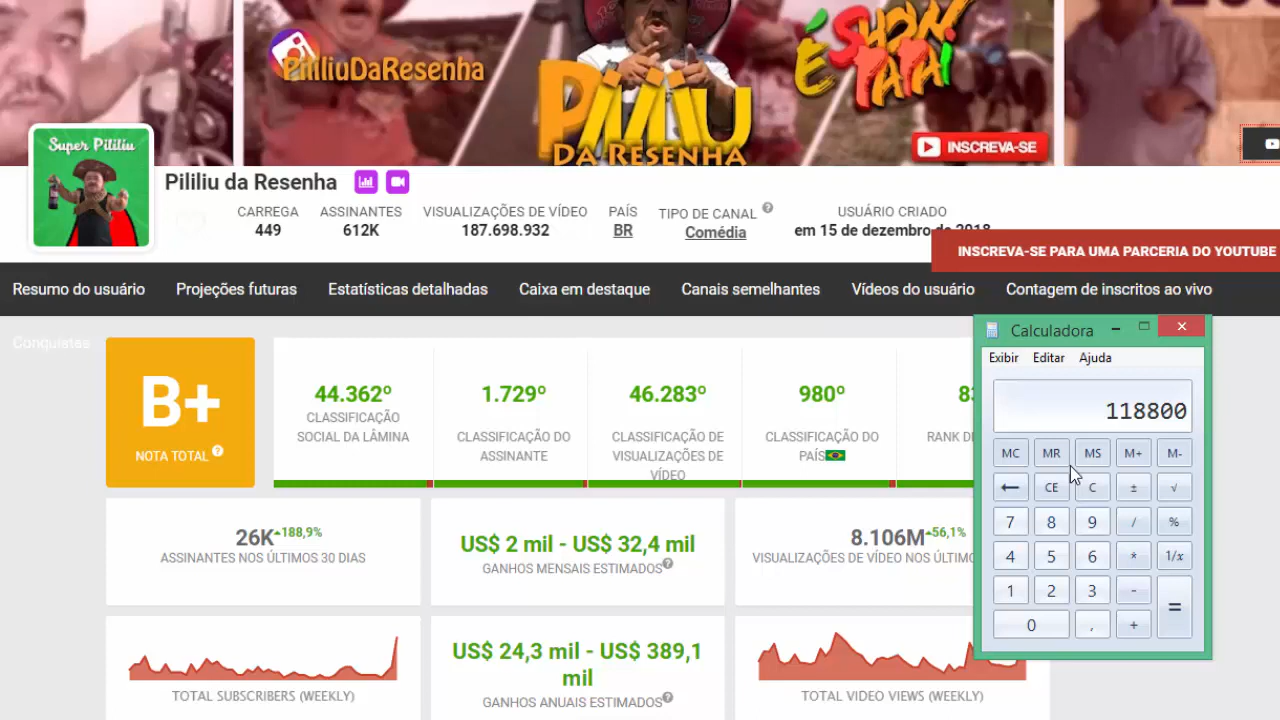 PililiuDaResenha
PiliiU
DA RESENHA
É SHOW PAPAI
INSCREVA-SE
Super Pililiu
Pililiu da Resenha
CARREGA
449
ASSINANTES
612K
VISUALIZAÇÕES DE VÍDEO
187.698.932
PAÍS
BR
TIPO DE CANAL ?
Comédia
USUÁRIO CRIADO
em 15 de dezembro de 2018
INSCREVA-SE PARA UMA PARCERIA DO YOUTUBE
Resumo do usuário
Projeções futuras
Estatísticas detalhadas
Caixa em destaque
Canais semelhantes
Vídeos do usuário
Contagem de inscritos ao vivo
Conquistas
B+
NOTA TOTAL ?
44.362º
CLASSIFICAÇÃO
SOCIAL DA LÂMINA
1.729º
CLASSIFICAÇÃO DO
ASSINANTE
46.283º
CLASSIFICAÇÃO DE
VISUALIZAÇÕES DE
VÍDEO
980º
CLASSIFICAÇÃO DO
PAÍS
RANK
26K 188,9%
ASSINANTES NOS ÚLTIMOS 30 DIAS
US$ 2 mil - US$ 32,4 mil
GANHOS MENSAIS ESTIMADOS ?
8.106M 56,1%
VISUALIZAÇÕES DE VÍDEO NOS
TOTAL SUBSCRIBERS (WEEKLY)
US$ 24,3 mil - US$ 389,1
mil
GANHOS ANUAIS ESTIMADOS ?
TOTAL VIDEO VIEWS (WEEKLY)
Calculadora
Exibir Editar Ajuda
118800
MC MR MS M+ M-
← CE C ± √
7 8 9 / %
4 5 6 * 1/x
1 2 3 - =
0 , +